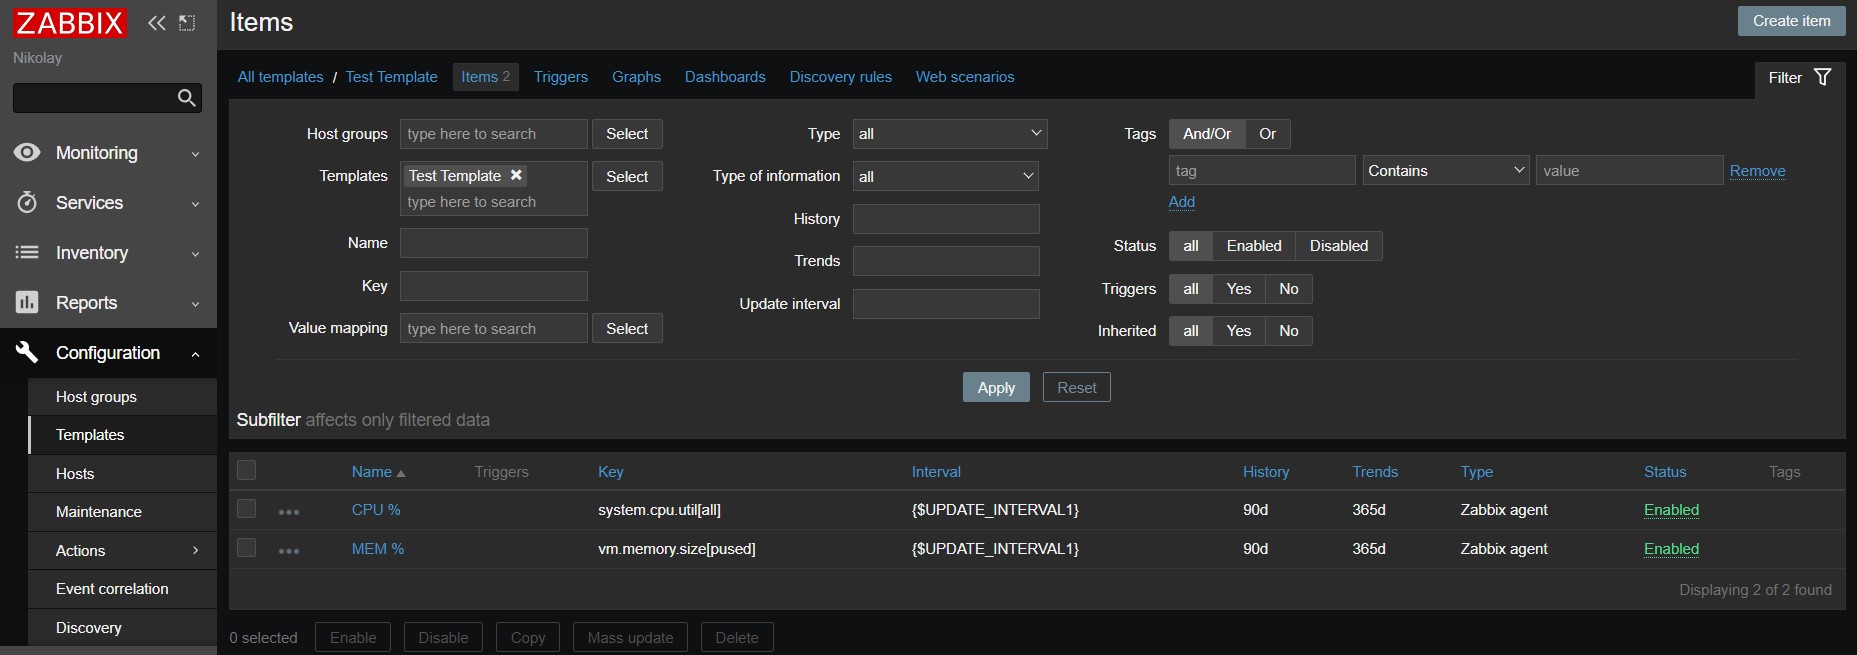 ZABBIX
Nikolay
Monitoring
Services
Inventory
Reports
Configuration
Host groups
Templates
Hosts
Maintenance
Actions
Event correlation
Discovery
Items
Create item
All templates / Test Template Items 2 Triggers Graphs Dashboards Discovery rules Web scenarios
Filter
Host groups type here to search Select
Templates Test Template Select
type here to search
Name
Key
Value mapping type here to search Select
Type all
Type of information all
History
Trends
Update interval
Tags And/Or Or
tag Contains value Remove
Add
Status all Enabled Disabled
Triggers all Yes No
Inherited all Yes No
Apply Reset
Subfilter affects only filtered data
Name Triggers Key Interval History Trends Type Status Tags
CPU % system.cpu.util[all] {$UPDATE_INTERVAL1} 90d 365d Zabbix agent Enabled
MEM % vm.memory.size[pused] {$UPDATE_INTERVAL1} 90d 365d Zabbix agent Enabled
Displaying 2 of 2 found
0 selected Enable Disable Copy Mass update Delete